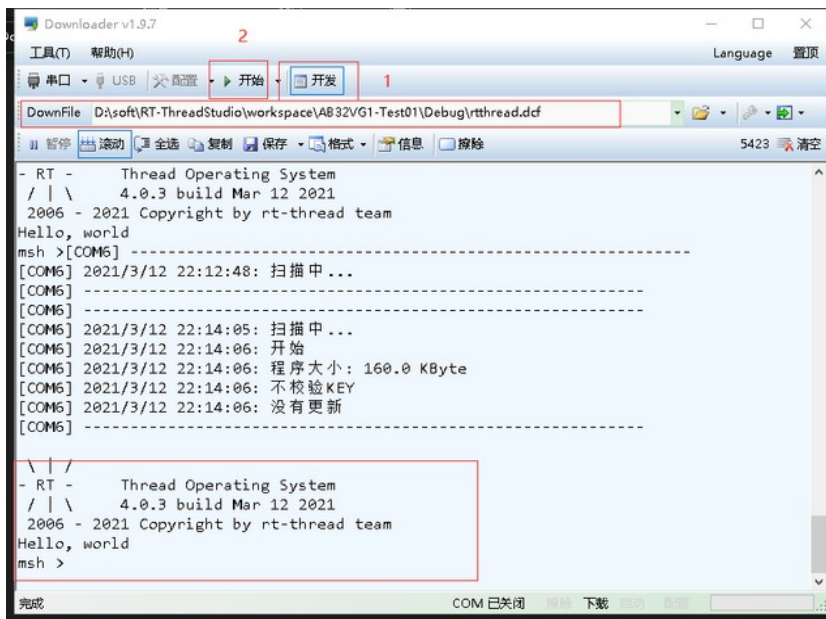 Downloader v1.9.7
2
工具(T) 帮助(H) Language 置顶
串口 USB 配置 开始 开发 1
DownFile D:\soft\RT-ThreadStudio\workspace\AB32VG1-Test01\Debug\rtthread.dcf
暂停 滚动 全选 复制 保存 格式 信息 擦除 5423 清空
- RT - Thread Operating System
/ | \ 4.0.3 build Mar 12 2021
2006 - 2021 Copyright by rt-thread team
Hello, world
msh >[COM6] ----------------------------------------------------------------
[COM6] 2021/3/12 22:12:48: 扫描中...
[COM6] ----------------------------------------------------------------
[COM6] ----------------------------------------------------------------
[COM6] 2021/3/12 22:14:05: 扫描中...
[COM6] 2021/3/12 22:14:06: 开始
[COM6] 2021/3/12 22:14:06: 程序大小: 160.0 KByte
[COM6] 2021/3/12 22:14:06: 不校验KEY
[COM6] 2021/3/12 22:14:06: 没有更新
[COM6] ----------------------------------------------------------------
\ | /
- RT - Thread Operating System
/ | \ 4.0.3 build Mar 12 2021
2006 - 2021 Copyright by rt-thread team
Hello, world
msh >
完成 COM 已关闭 擦除 下载 自动 配置